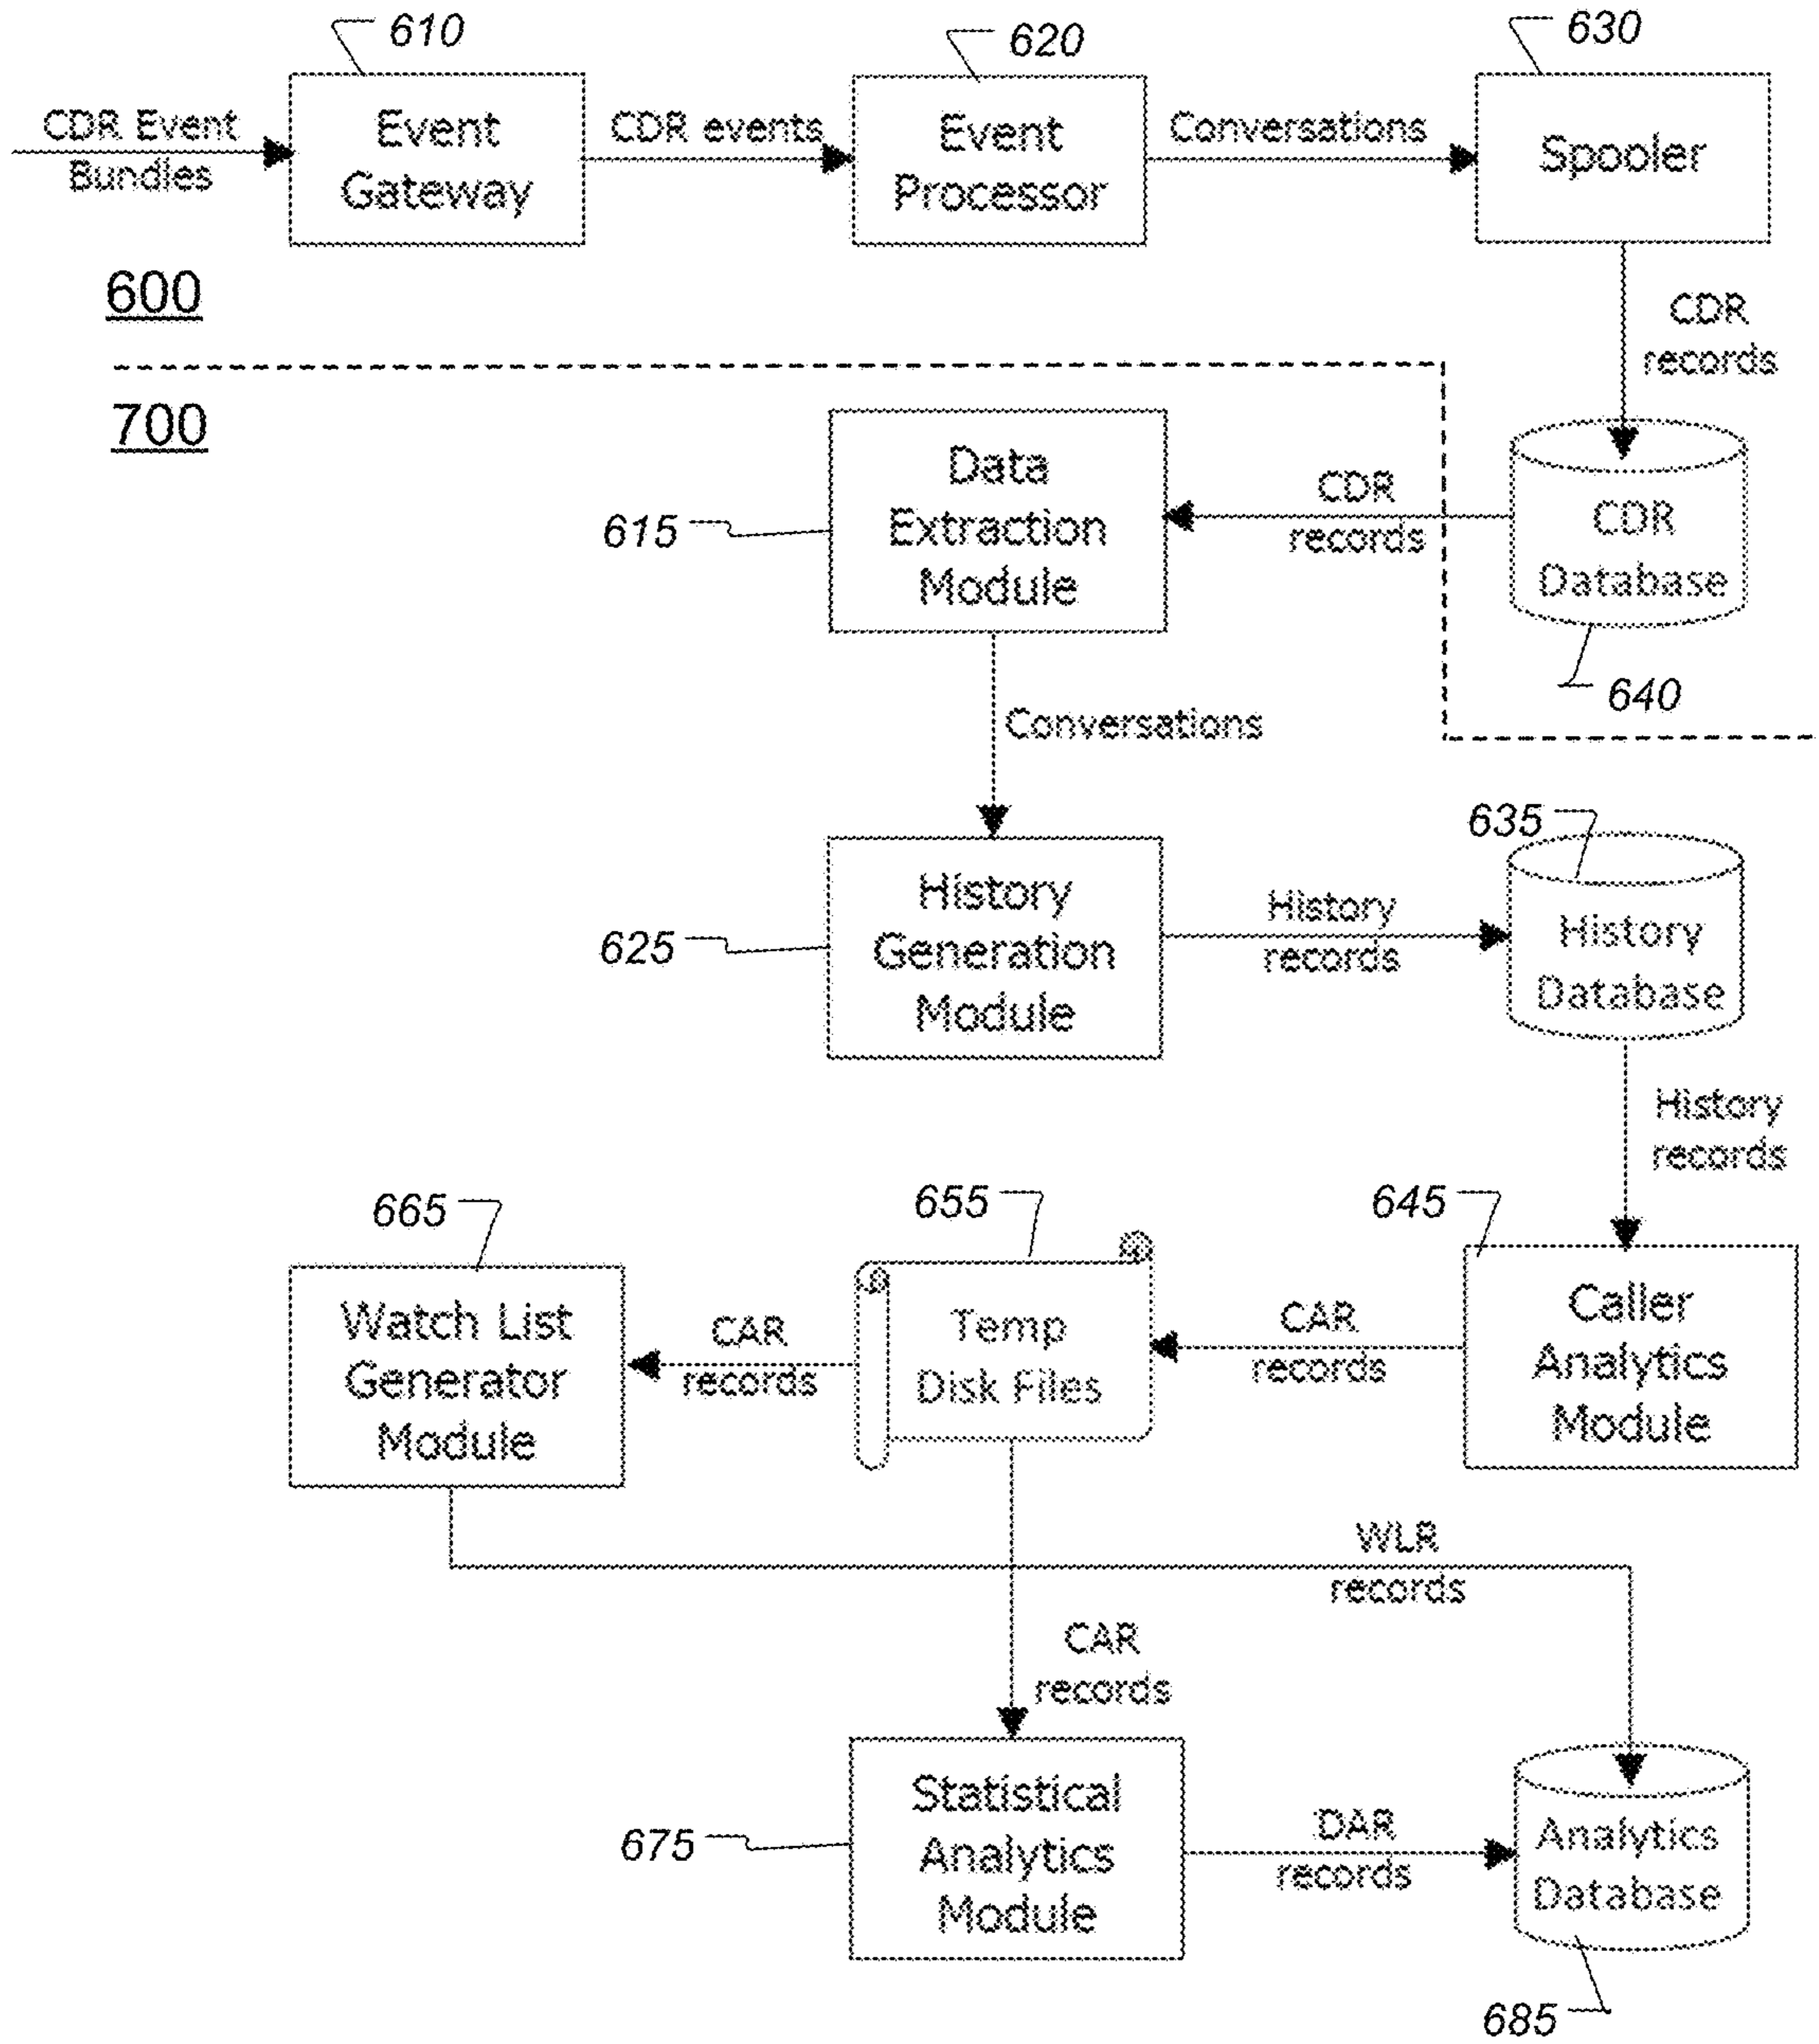 610
620
630
CDR Event
Bundles
Event
Gateway
CDR events
Event
Processor
Conversations
Spooler
600
CDR
records
700
Data
Extraction
Module
615
CDR
records
CDR
Database
640
Conversations
635
History
Generation
Module
625
History
records
History
Database
History
records
665
655
645
Watch List
Generator
Module
CAR
records
Temp
Disk Files
CAR
records
Caller
Analytics
Module
WLR
records
CAR
records
Statistical
Analytics
Module
675
DAR
records
Analytics
Database
685